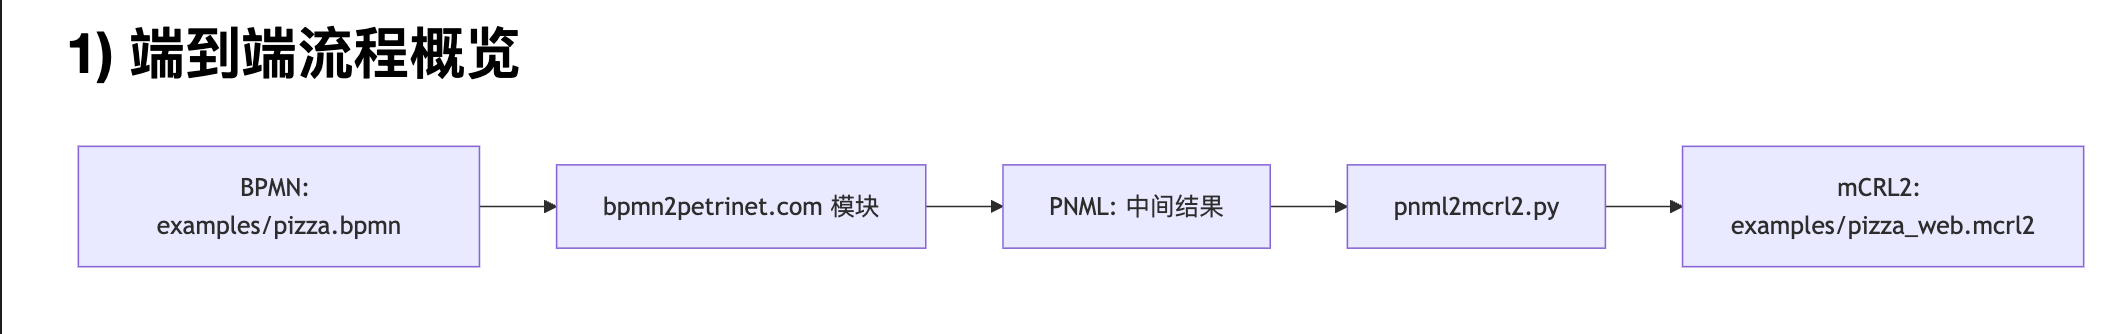 1) 端到端流程概览
BPMN:
examples/pizza.bpmn
bpmn2petrinet.com 模块
PNML: 中间结果
pnml2mcrl2.py
mCRL2:
examples/pizza_web.mcrl2